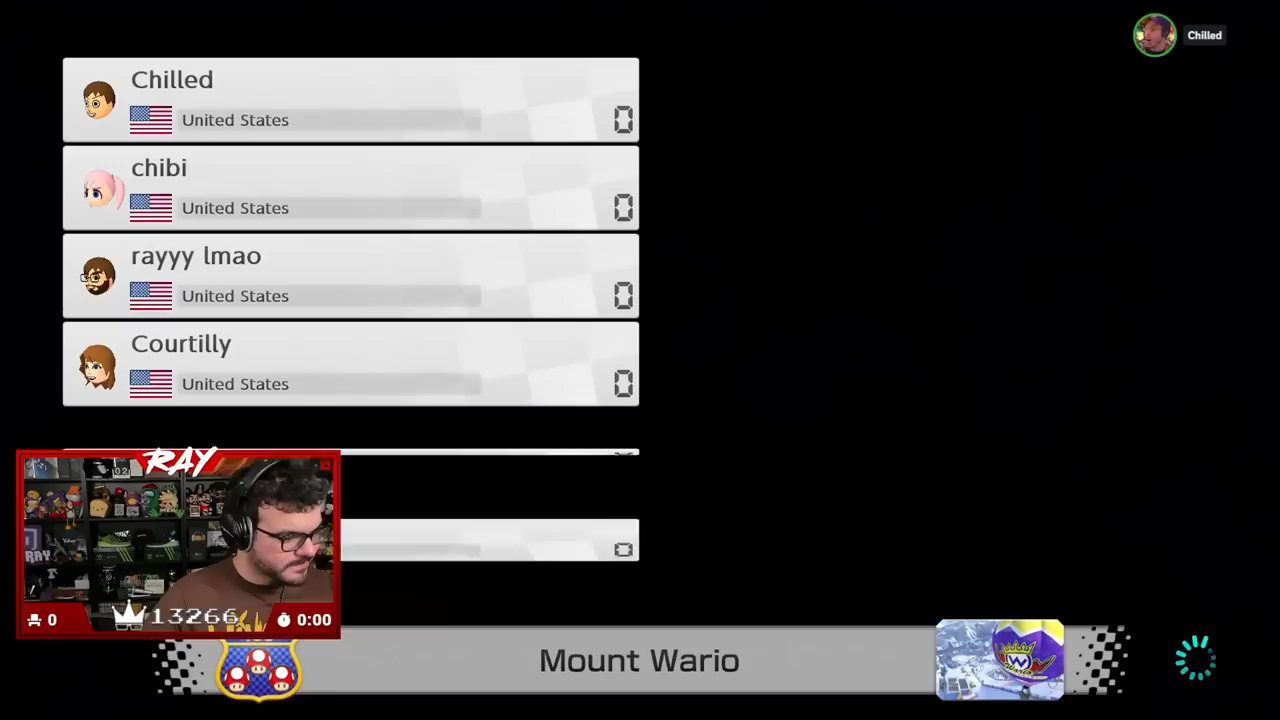 Chilled
Chilled
United States
0
chibi
United States
0
rayyy lmao
United States
0
Courtilly
United States
0
RAY
0
0
13266
0:00
Mount Wario